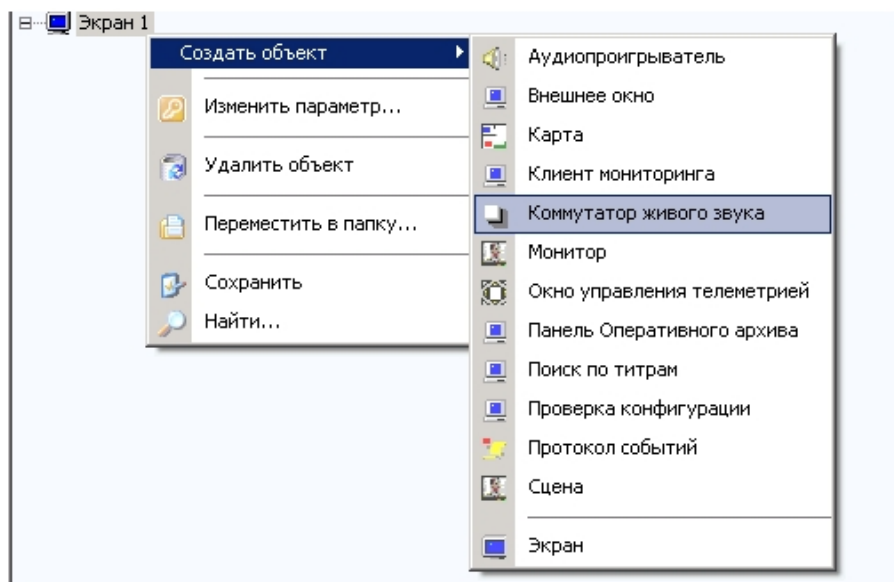 Экран 1
Создать объект
Изменить параметр...
Удалить объект
Переместить в папку...
Сохранить
Найти...
Аудиопроигрыватель
Внешнее окно
Карта
Клиент мониторинга
Коммутатор живого звука
Монитор
Окно управления телеметрией
Панель Оперативного архива
Поиск по титрам
Проверка конфигурации
Протокол событий
Сцена
Экран